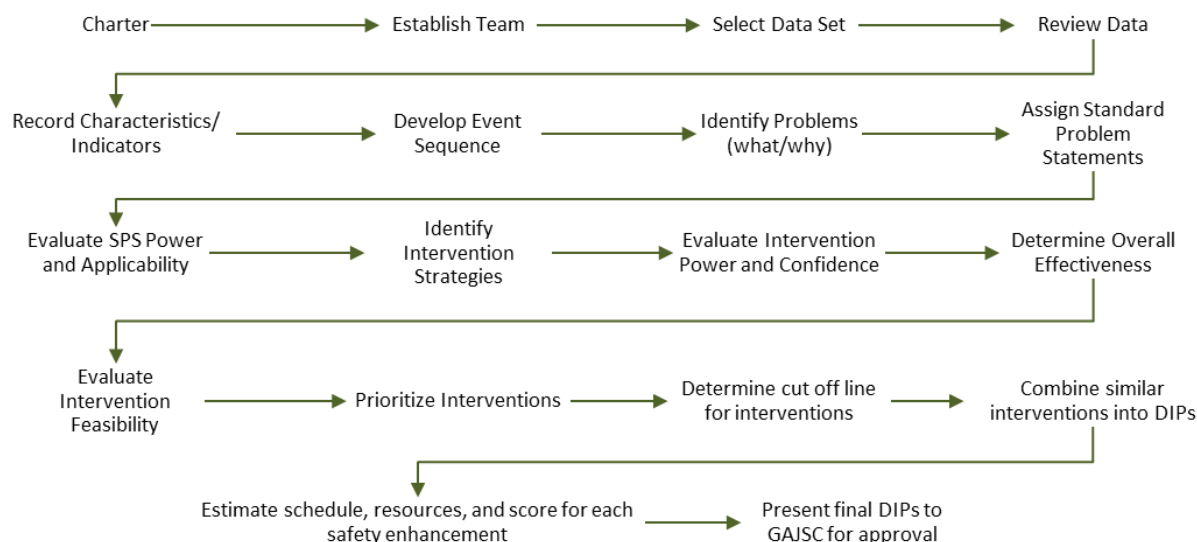 Charter
Establish Team
Select Data Set
Review Data
Record Characteristics/
Indicators
Develop Event
Sequence
Identify Problems
(what/why)
Assign Standard
Problem
Statements
Evaluate SPS Power
and Applicability
Identify
Intervention
Strategies
Evaluate Intervention
Power and Confidence
Determine Overall
Effectiveness
Evaluate
Intervention
Feasibility
Prioritize Interventions
Determine cut off line
for interventions
Combine similar
interventions into DIPs
Estimate schedule, resources, and score for each
safety enhancement
Present final DIPs to
GAJSC for approval